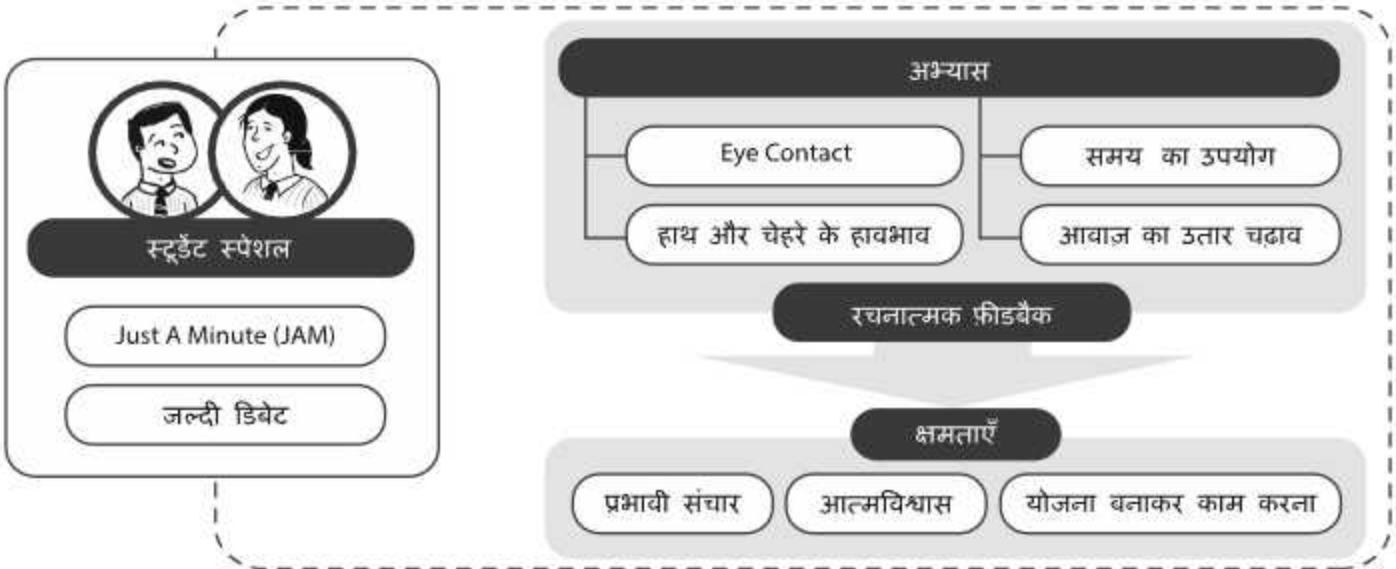 स्टूडेंट स्पेशल
Just A Minute (JAM)
जल्दी डिबेट
अभ्यास
Eye Contact
समय का उपयोग
हाथ और चेहरे के हावभाव
आवाज़ का उतार चढ़ाव
रचनात्मक फ़ीडबैक
क्षमताएँ
प्रभावी संचार
आत्मविश्वास
योजना बनाकर काम करना